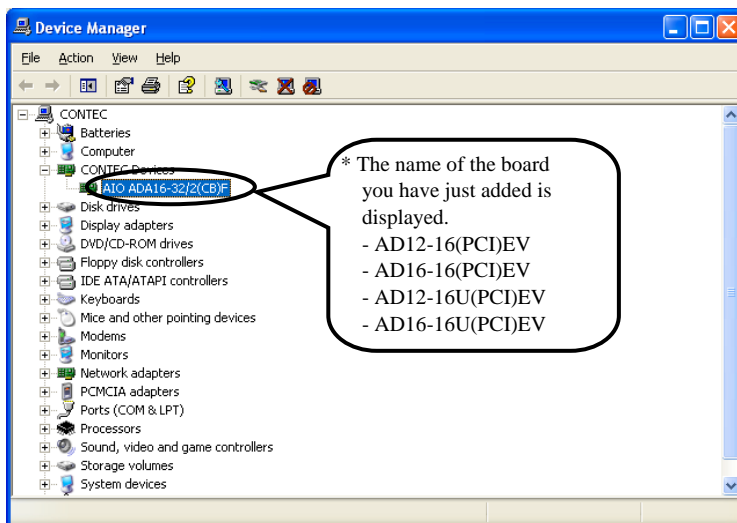 Device Manager
File Action View Help
CONTEC
Batteries
Computer
CONTEC Devices
AIO ADA16-32/2(CB)F
Disk drives
Display adapters
DVD/CD-ROM drives
Floppy disk controllers
IDE ATA/ATAPI controllers
Keyboards
Mice and other pointing devices
Modems
Monitors
Network adapters
PCMCIA adapters
Ports (COM & LPT)
Processors
Sound, video and game controllers
Storage volumes
System devices
* The name of the board
you have just added is
displayed.
- AD12-16(PCI)EV
- AD16-16(PCI)EV
- AD12-16U(PCI)EV
- AD16-16U(PCI)EV